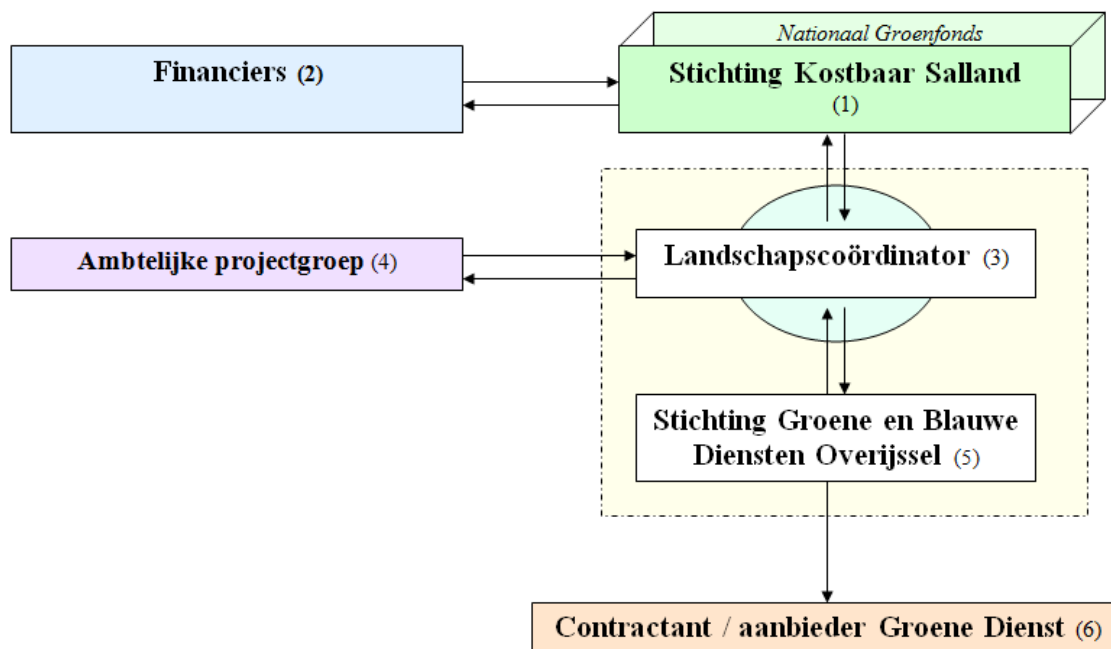 Nationaal Groenfonds
Financiers (2)
Stichting Kostbaar Salland
(1)
Ambtelijke projectgroep (4)
Landschapscoördinator (3)
Stichting Groene en Blauwe
Diensten Overijssel (5)
Contractant / aanbieder Groene Dienst (6)